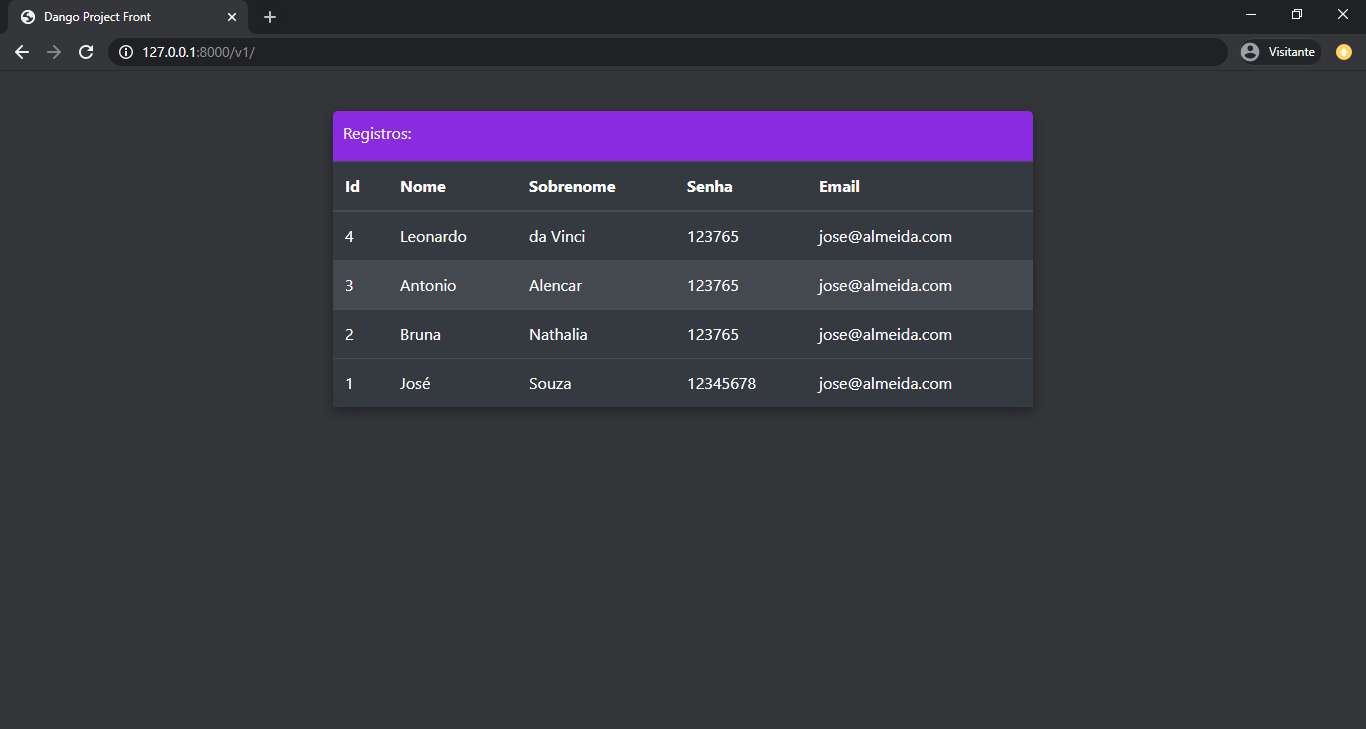 Dango Project Front
127.0.0.1:8000/v1/
Visitante
Registros:
Id Nome Sobrenome Senha Email
4 Leonardo da Vinci 123765 jose@almeida.com
3 Antonio Alencar 123765 jose@almeida.com
2 Bruna Nathalia 123765 jose@almeida.com
1 José Souza 12345678 jose@almeida.com